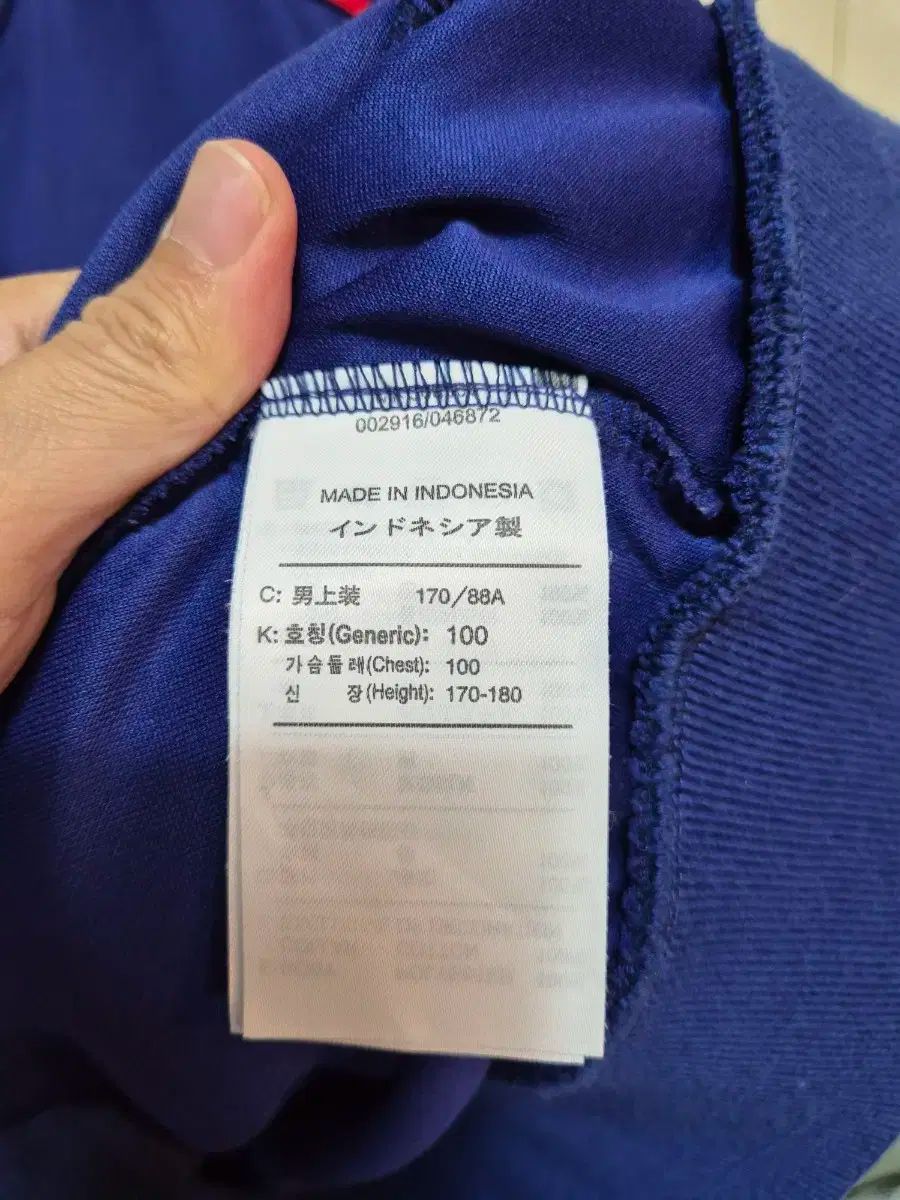 002916/046872
MADE IN INDONESIA
インドネシア製
C: 男上装 170/88A
K: 호칭(Generic): 100
가슴둘레(Chest): 100
신 장(Height): 170-180